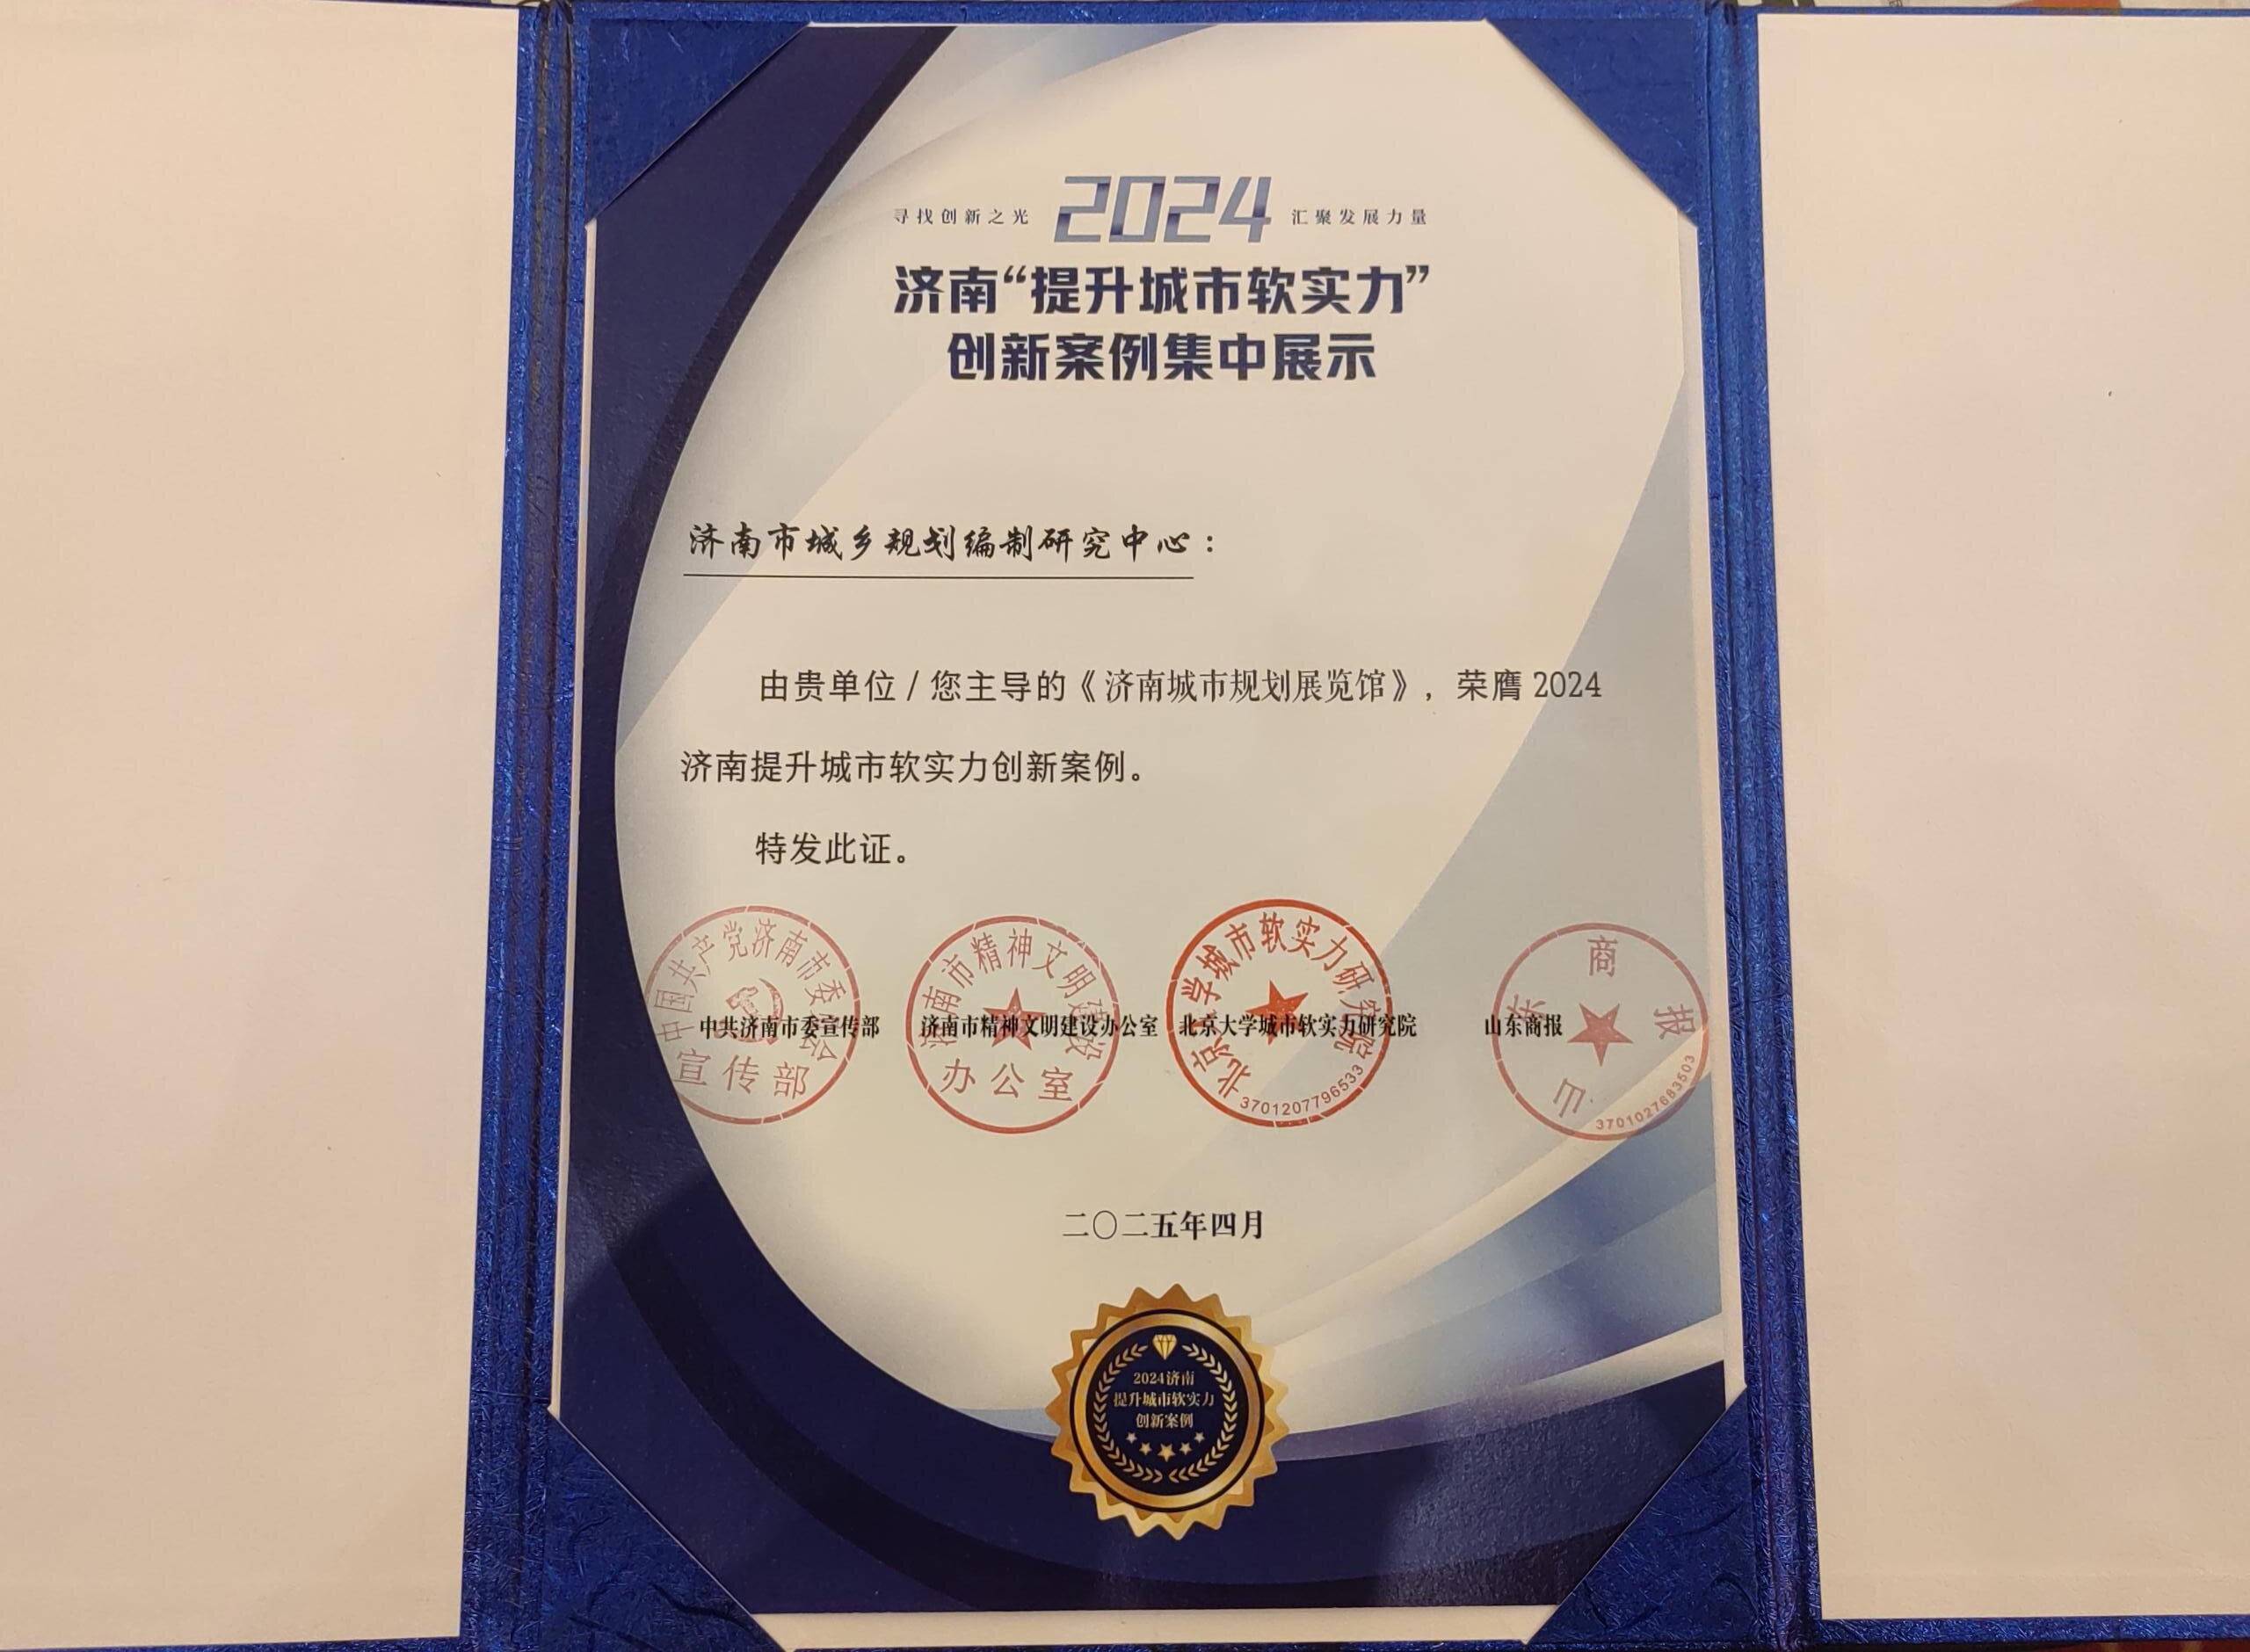 寻找创新之光 2024 汇聚发展力量
济南“提升城市软实力”
创新案例集中展示
济南市城乡规划编制研究中心：
由贵单位/您主导的《济南城市规划展览馆》，荣膺2024
济南提升城市软实力创新案例。
特发此证。
中共济南市委宣传部 济南市精神文明建设办公室 北京大学城市软实力研究院 山东商报
中国共产党济南市委员会
宣传部
济南市精神文明建设
办公室
北京大学城市软实力研究院
3701207796533
山东商报
3701027683503
二〇二五年四月
2024济南
提升城市软实力
创新案例